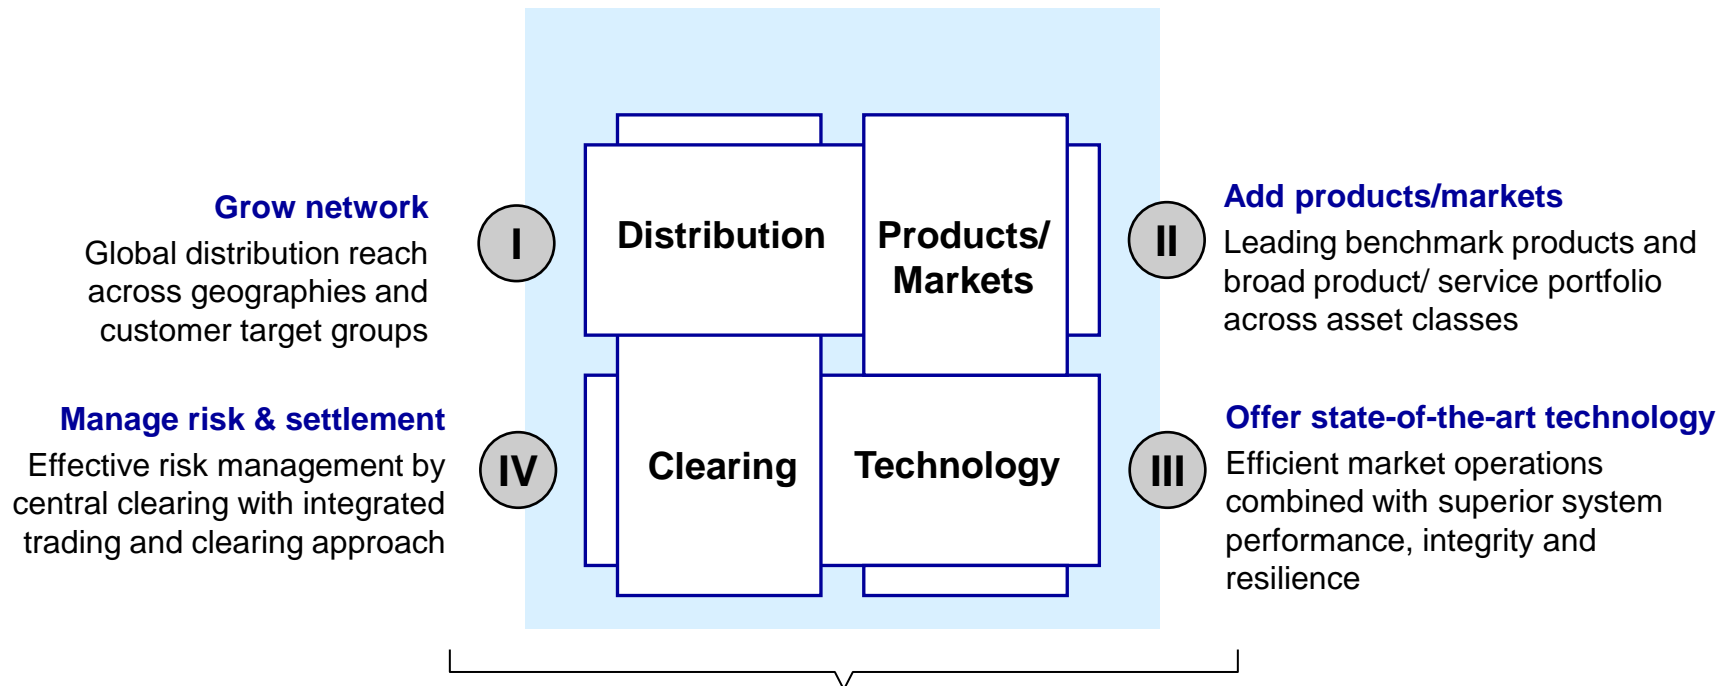 Grow network
Global distribution reach
across geographies and
customer target groups
I
Distribution
Products/
Markets
II
Add products/markets
Leading benchmark products and
broad product/ service portfolio
across asset classes
Manage risk & settlement
Effective risk management by
central clearing with integrated
trading and clearing approach
IV
Clearing
Technology
III
Offer state-of-the-art technology
Efficient market operations
combined with superior system
performance, integrity and
resilience